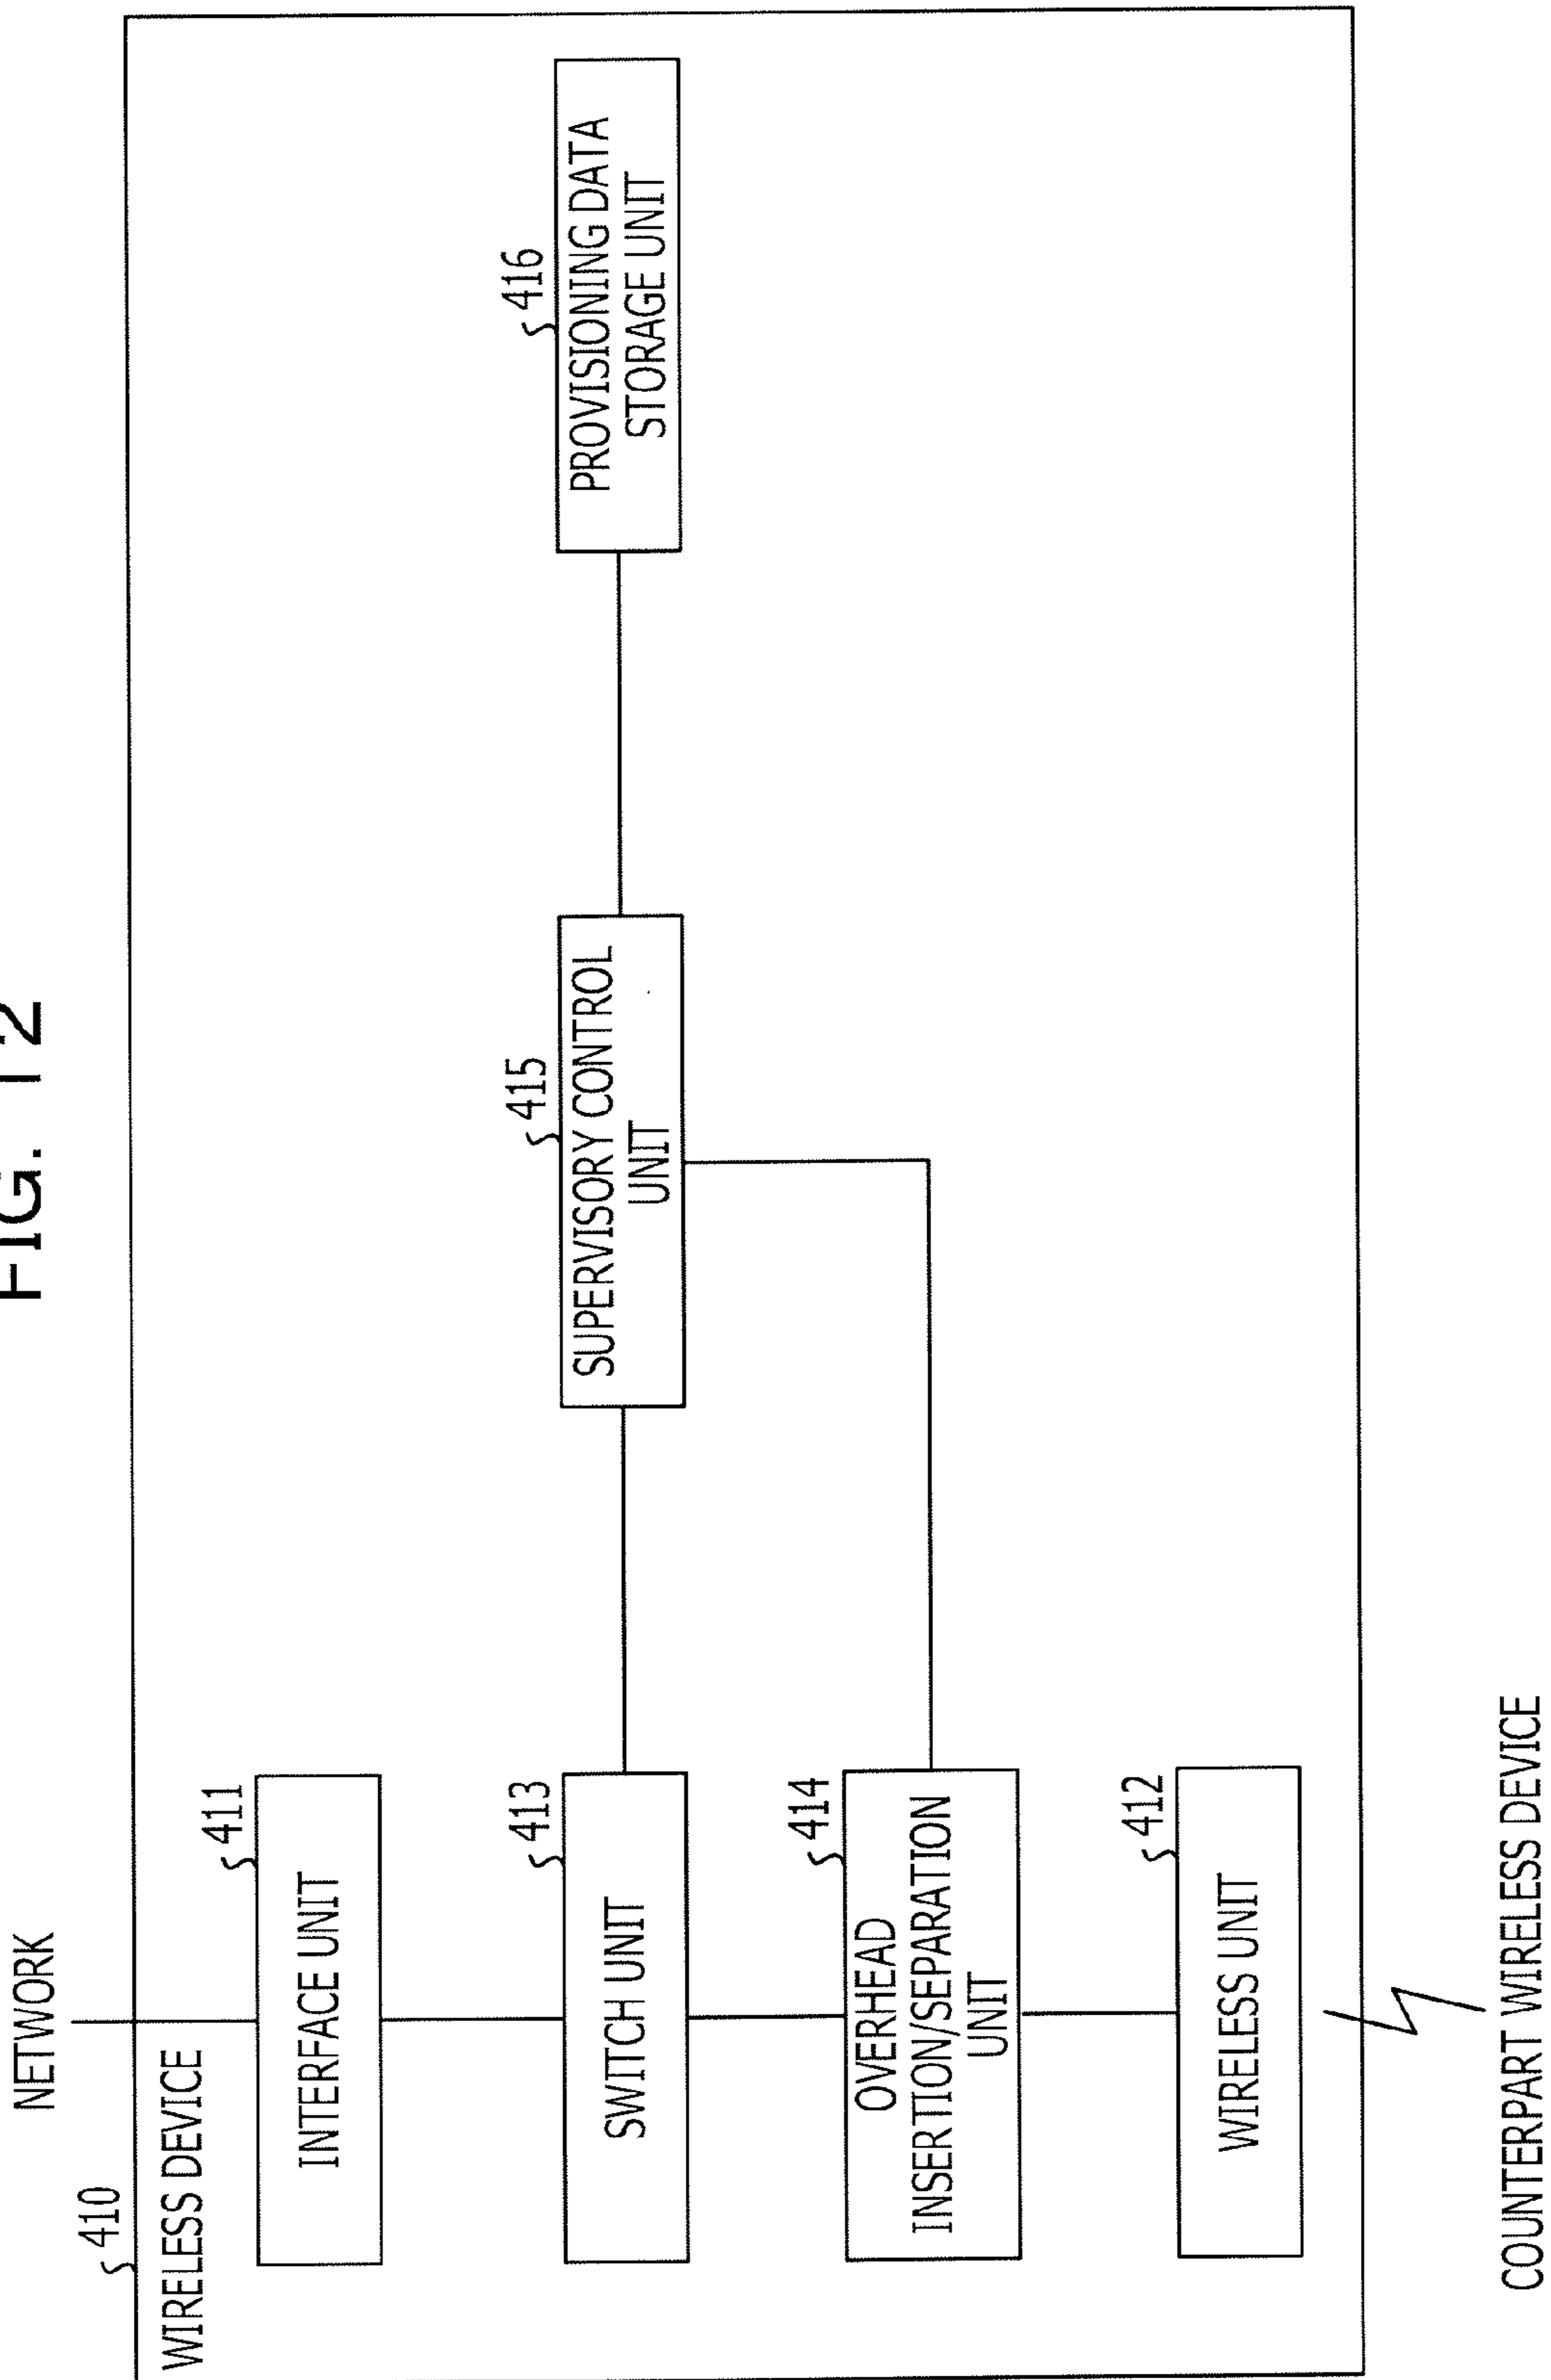 FIG. 12
NETWORK
410
WIRELESS DEVICE
411
INTERFACE UNIT
413
SWITCH UNIT
415
SUPERVISORY CONTROL
UNIT
416
PROVISIONING DATA
STORAGE UNIT
414
OVERHEAD
INSERTION/SEPARATION
UNIT
412
WIRELESS UNIT
COUNTERPART WIRELESS DEVICE